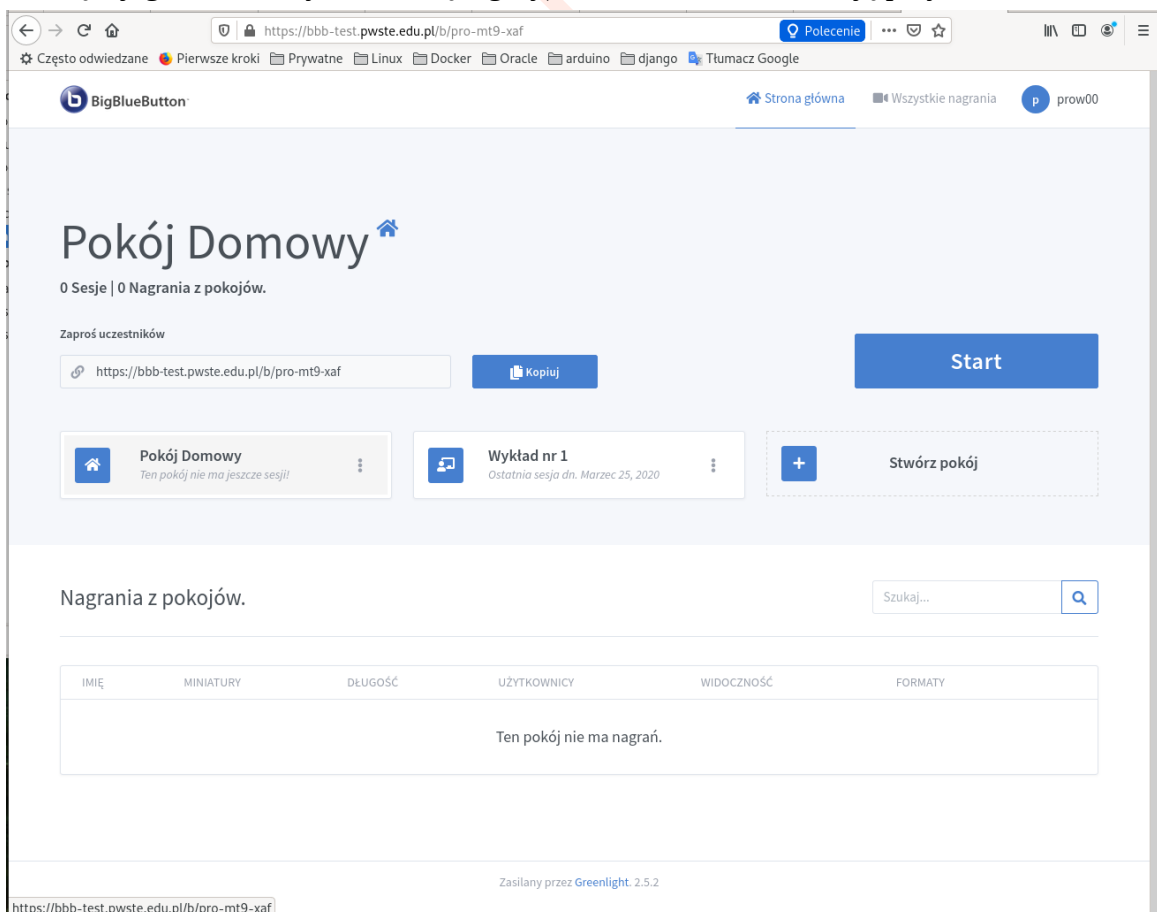 https://bbb-test.pwste.edu.pl/b/pro-mt9-xaf Polecenie
Często odwiedzane Pierwsze kroki Prywatne Linux Docker Oracle arduino django Tłumacz Google
b BigBlueButton Strona główna Wszystkie nagrania p prow00
Pokój Domowy
0 Sesje | 0 Nagrania z pokojów.
Zaproś uczestników
https://bbb-test.pwste.edu.pl/b/pro-mt9-xaf Kopiuj Start
Pokój Domowy Wykład nr 1 Stwórz pokój
Ten pokój nie ma jeszcze sesji! Ostatnia sesja dn. Marzec 25, 2020
Nagrania z pokojów. Szukaj...
IMIĘ MINIATURY DŁUGOŚĆ UŻYTKOWNICY WIDOCZNOŚĆ FORMATY
Ten pokój nie ma nagrań.
Zasilany przez Greenlight. 2.5.2
https://bbb-test.pwste.edu.pl/b/pro-mt9-xaf